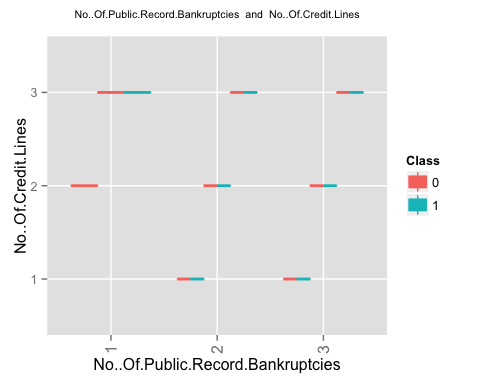 No..Of.Public.Record.Bankruptcies and No..Of.Credit.Lines
No..Of.Credit.Lines
3
2
1
1
2
3
No..Of.Public.Record.Bankruptcies
Class
0
1